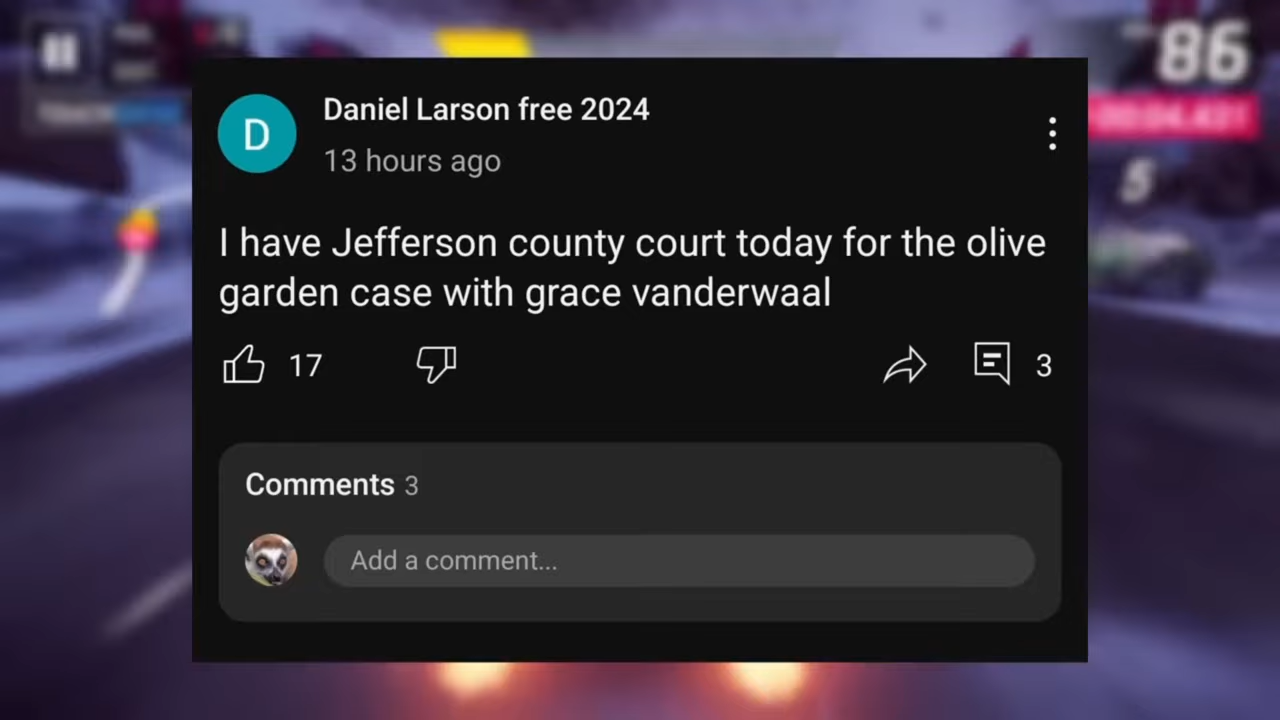 86
5
D
Daniel Larson free 2024
13 hours ago
I have Jefferson county court today for the olive
garden case with grace vanderwaal
17
3
Comments 3
Add a comment...